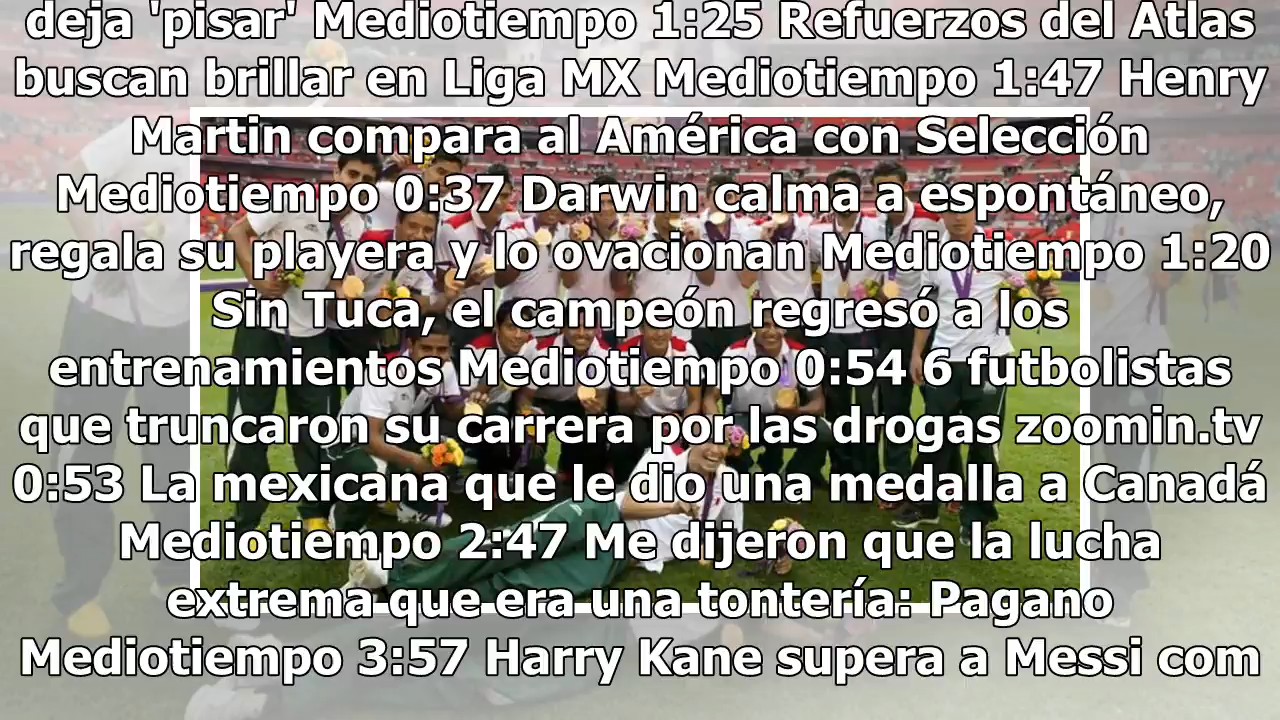 deja 'pisar' Mediotiempo 1:25 Refuerzos del Atlas
buscan brillar en Liga MX Mediotiempo 1:47 Henry
Martin compara al América con Selección
Mediotiempo 0:37 Darwin calma a espontáneo,
regala su playera y lo ovacionan Mediotiempo 1:20
Sin Tuca, el campeón regresó a los
entrenamientos Mediotiempo 0:54 6 futbolistas
que truncaron su carrera por las drogas zoomin.tv
0:53 La mexicana que le dio una medalla a Canadá
Mediotiempo 2:47 Me dijeron que la lucha
extrema que era una tontería: Pagano
Mediotiempo 3:57 Harry Kane supera a Messi com